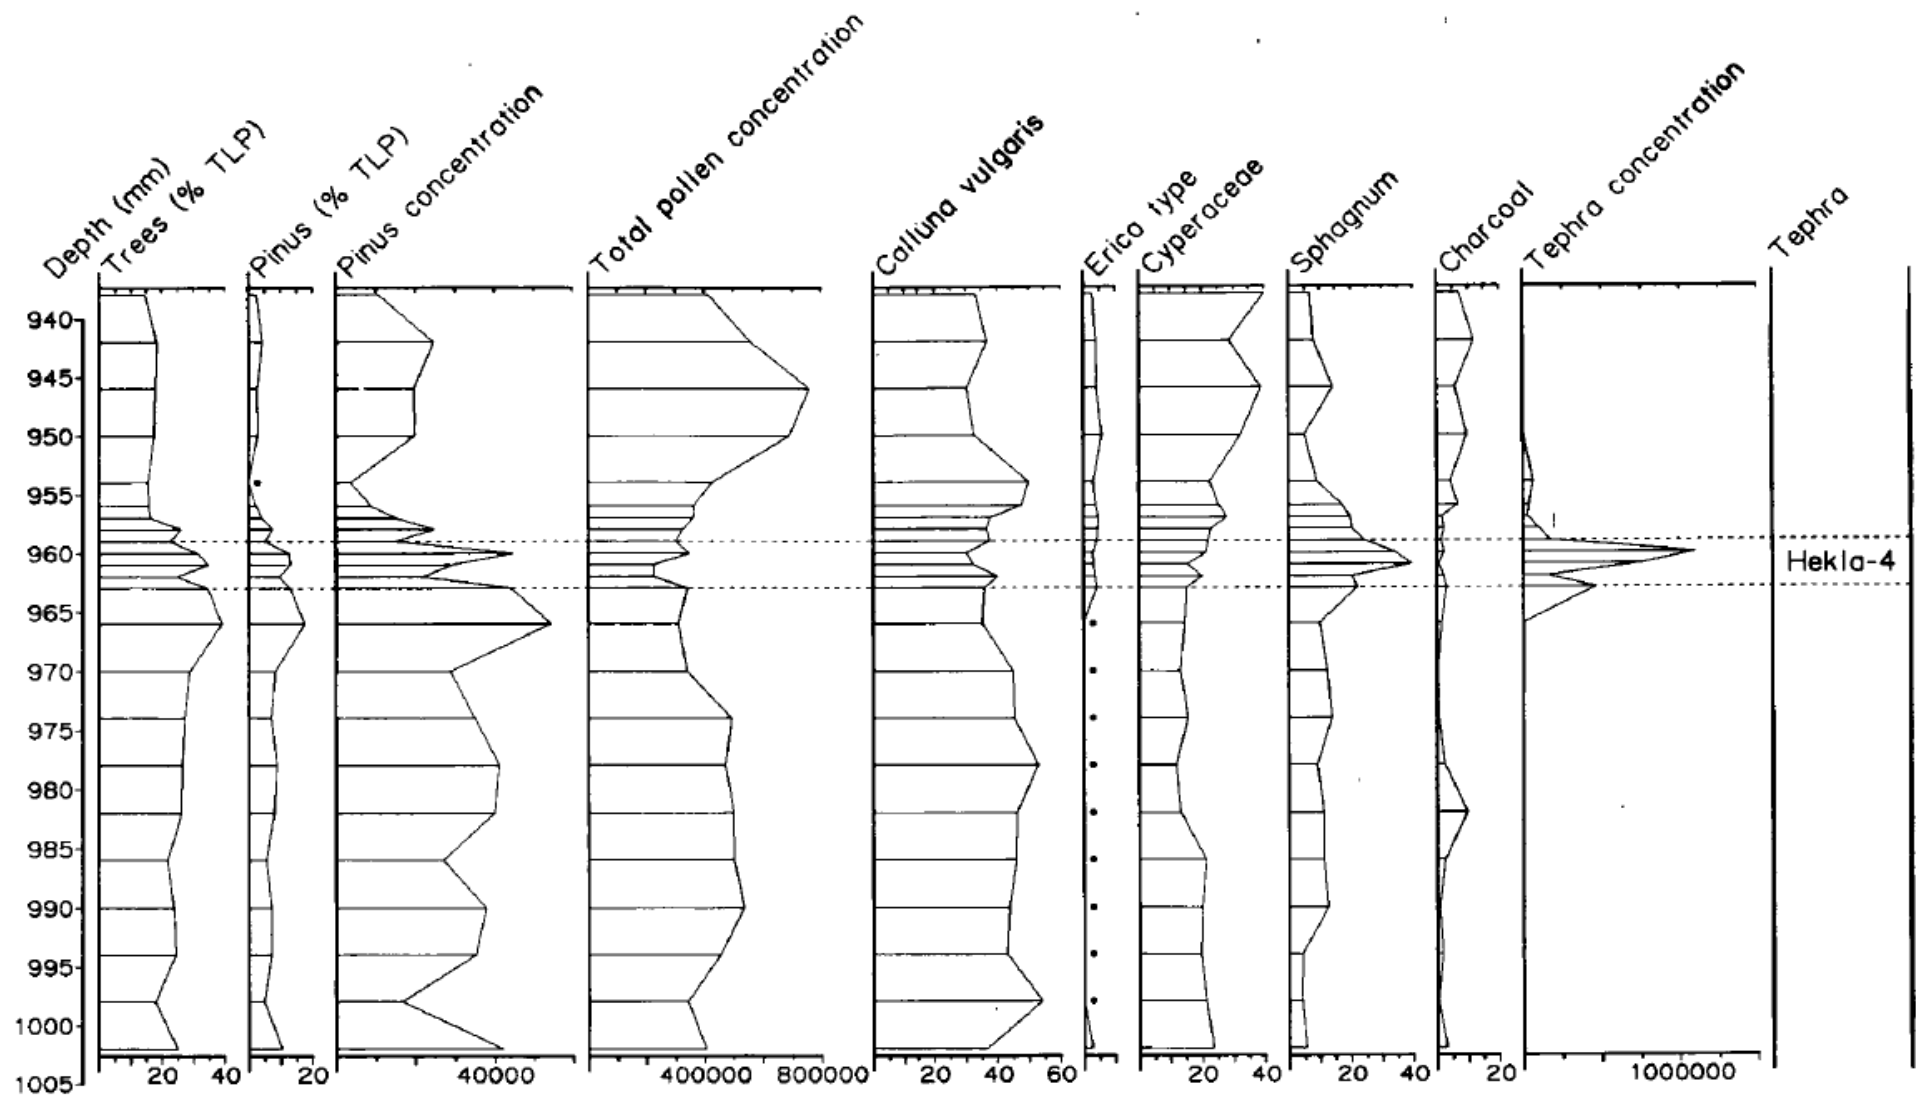 Depth (mm)
Trees (% TLP)
Pinus (% TLP)
Pinus concentration
Total pollen concentration
Calluna vulgaris
Erica type
Cyperaceae
Sphagnum
Charcoal
Tephra concentration
Tephra
940
945
950
955
960
965
970
975
980
985
990
995
1000
1005
Hekla-4
20 40 20 40000 400000 800000 20 40 60 20 40 20 40 20 1000000